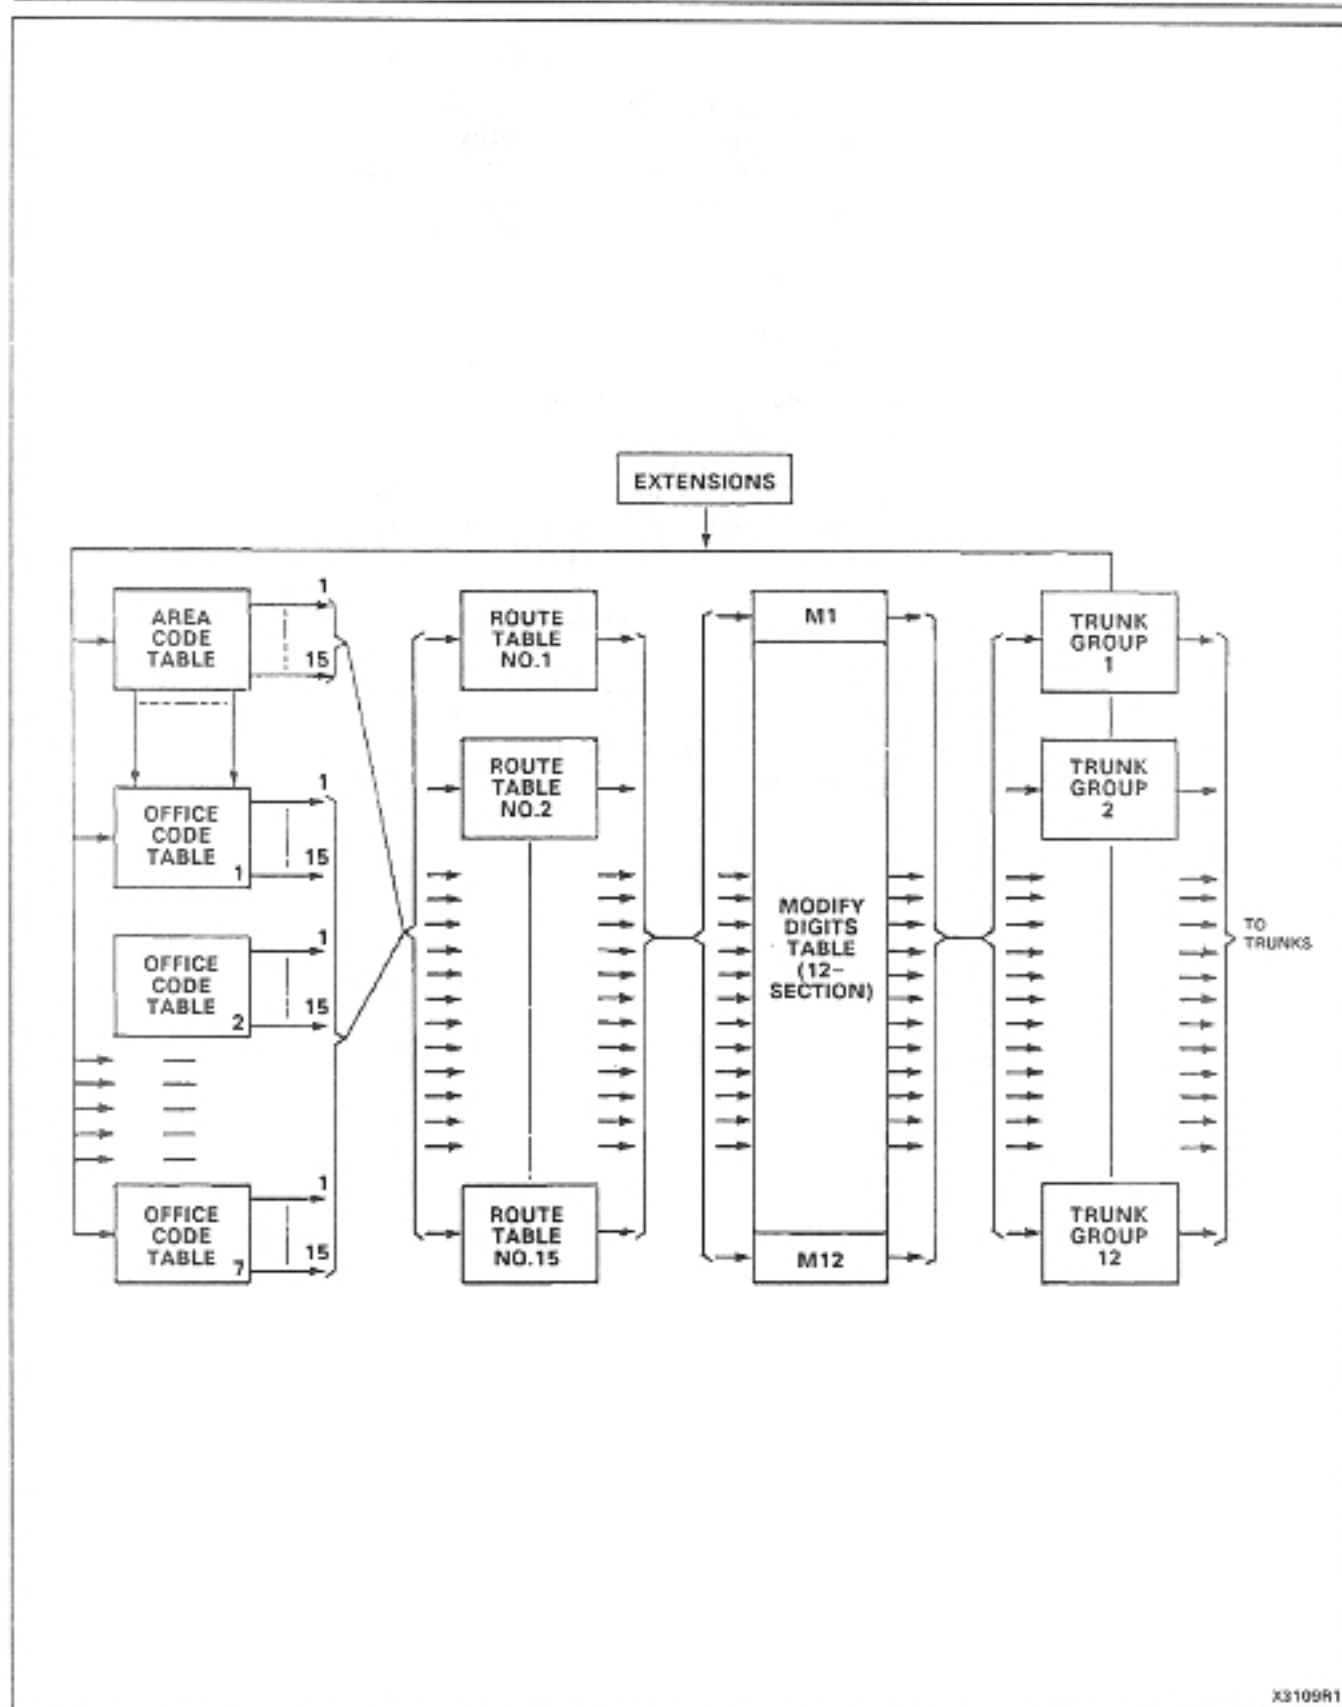 EXTENSIONS
AREA
CODE
TABLE
1
15
OFFICE
CODE
TABLE
1
1
15
OFFICE
CODE
TABLE
2
1
15
OFFICE
CODE
TABLE
7
1
15
ROUTE
TABLE
NO.1
ROUTE
TABLE
NO.2
ROUTE
TABLE
NO.15
M1
MODIFY
DIGITS
TABLE
(12-
SECTION)
M12
TRUNK
GROUP
1
TRUNK
GROUP
2
TRUNK
GROUP
12
TO
TRUNKS
X3109R1